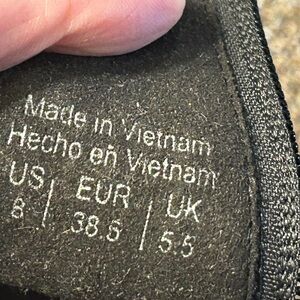 Made in Vietnam
Hecho en Vietnam
US | EUR | UK
8 | 38.5 | 5.5